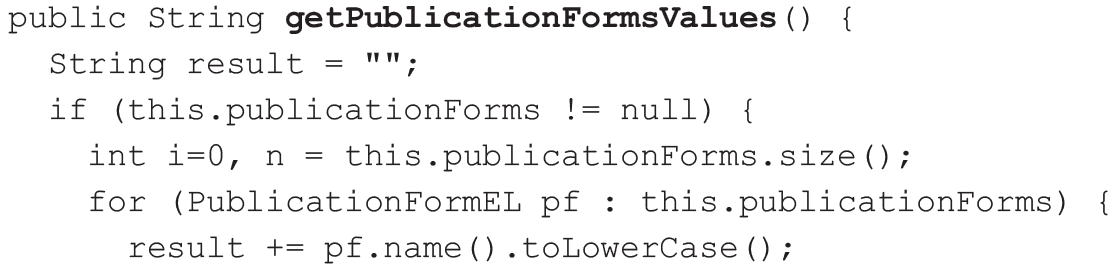 public String getPublicationFormsValues() {
  String result = "";
  if (this.publicationForms != null) {
    int i=0, n = this.publicationForms.size();
    for (PublicationFormEL pf : this.publicationForms) {
      result += pf.name().toLowerCase();